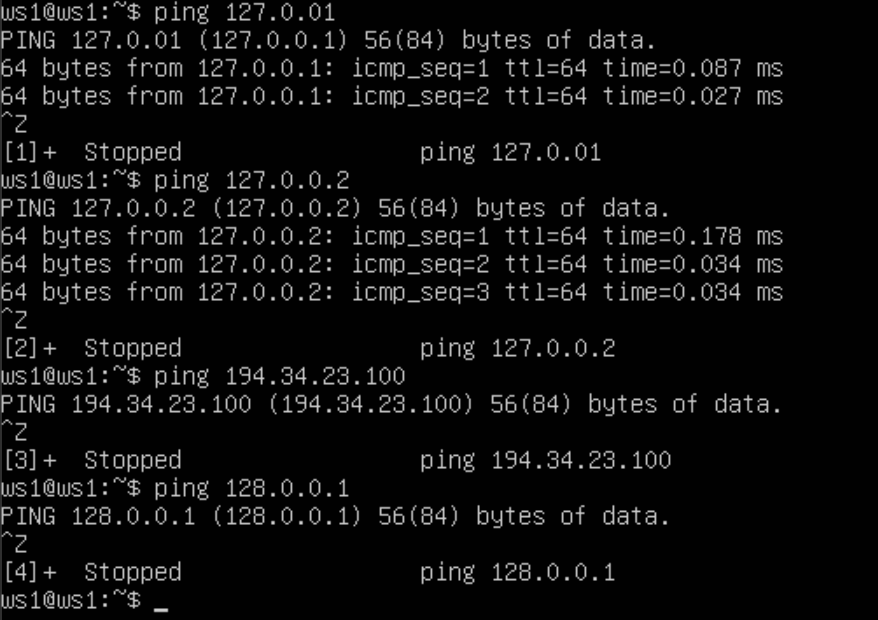 ws1@ws1:~$ ping 127.0.01
PING 127.0.01 (127.0.0.1) 56(84) bytes of data.
64 bytes from 127.0.0.1: icmp_seq=1 ttl=64 time=0.087 ms
64 bytes from 127.0.0.1: icmp_seq=2 ttl=64 time=0.027 ms
^Z
[1]+  Stopped                 ping 127.0.01
ws1@ws1:~$ ping 127.0.0.2
PING 127.0.0.2 (127.0.0.2) 56(84) bytes of data.
64 bytes from 127.0.0.2: icmp_seq=1 ttl=64 time=0.178 ms
64 bytes from 127.0.0.2: icmp_seq=2 ttl=64 time=0.034 ms
64 bytes from 127.0.0.2: icmp_seq=3 ttl=64 time=0.034 ms
^Z
[2]+  Stopped                 ping 127.0.0.2
ws1@ws1:~$ ping 194.34.23.100
PING 194.34.23.100 (194.34.23.100) 56(84) bytes of data.
^Z
[3]+  Stopped                 ping 194.34.23.100
ws1@ws1:~$ ping 128.0.0.1
PING 128.0.0.1 (128.0.0.1) 56(84) bytes of data.
^Z
[4]+  Stopped                 ping 128.0.0.1
ws1@ws1:~$ _